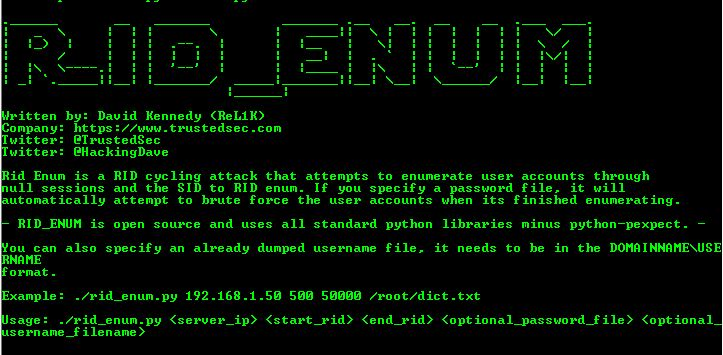 RID_ENUM
Written by: David Kennedy (ReL1K)
Company: https://www.trustedsec.com
Twitter: @TrustedSec
Twitter: @HackingDave
Rid Enum is a RID cycling attack that attempts to enumerate user accounts through
null sessions and the SID to RID enum. If you specify a password file, it will
automatically attempt to brute force the user accounts when its finished enumerating.
- RID_ENUM is open source and uses all standard python libraries minus python-pexpect. -
You can also specify an already dumped username file, it needs to be in the DOMAINNAME\USE
RNAME
format.
Example: ./rid_enum.py 192.168.1.50 500 50000 /root/dict.txt
Usage: ./rid_enum.py <server_ip> <start_rid> <end_rid> <optional_password_file> <optional_
username_filename>